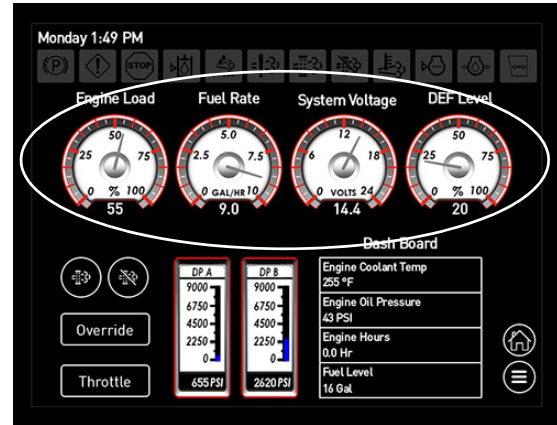 Monday 1:49 PM
(P) ! STOP
Engine Load Fuel Rate System Voltage DEF Level
50 5.0 12 50
25 75 2.5 7.5 6 18 25 75
0 % 100 0 GAL/HR 10 0 VOLTS 24 0 % 100
55 9.0 14.4 20
Dash Board
DP A DP B
9000 9000
6750 6750
4500 4500
2250 2250
0 0
655 PSI 2620 PSI
Engine Coolant Temp
255 °F
Engine Oil Pressure
43 PSI
Engine Hours
0.0 Hr
Fuel Level
16 Gal
Override
Throttle